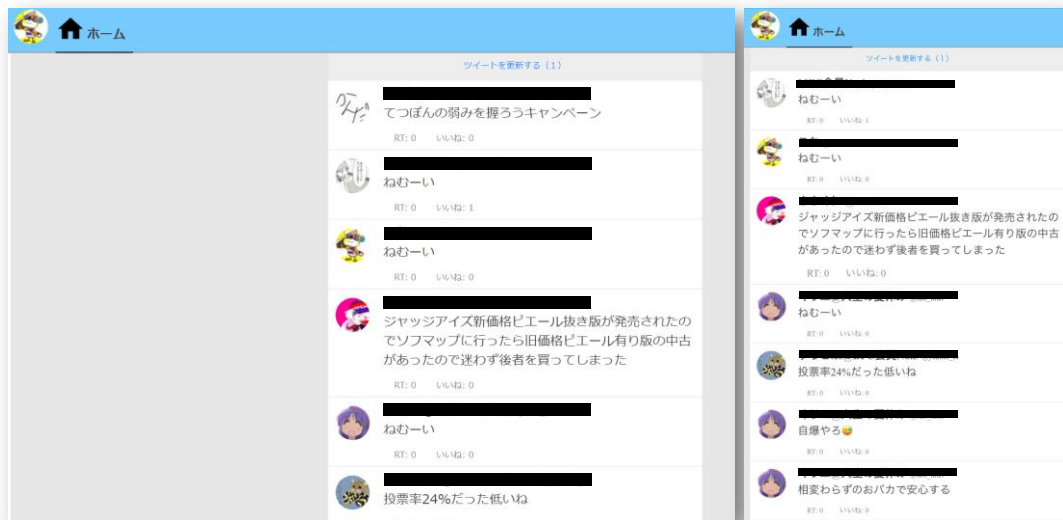 ホーム
ツイートを更新する（1）
てつぽんの弱みを握ろうキャンペーン
RT: 0 いいね: 0
ねむーい
RT: 0 いいね: 1
ねむーい
RT: 0 いいね: 0
ジャッジアイズ新価格ピエール抜き版が発売されたの
でソフマップに行ったら旧価格ピエール有り版の中古
があったので迷わず後者を買ってしまった
RT: 0 いいね: 0
ねむーい
RT: 0 いいね: 0
投票率24%だった低いね
ホーム
ツイートを更新する（1）
ねむーい
RT: 0 いいね: 1
ねむーい
RT: 0 いいね: 0
ジャッジアイズ新価格ピエール抜き版が発売されたの
でソフマップに行ったら旧価格ピエール有り版の中古
があったので迷わず後者を買ってしまった
RT: 0 いいね: 0
ねむーい
RT: 0 いいね: 0
投票率24%だった低いね
RT: 0 いいね: 0
自爆やろ😅
RT: 0 いいね: 0
相変わらずのおバカで安心する
RT: 0 いいね: 0